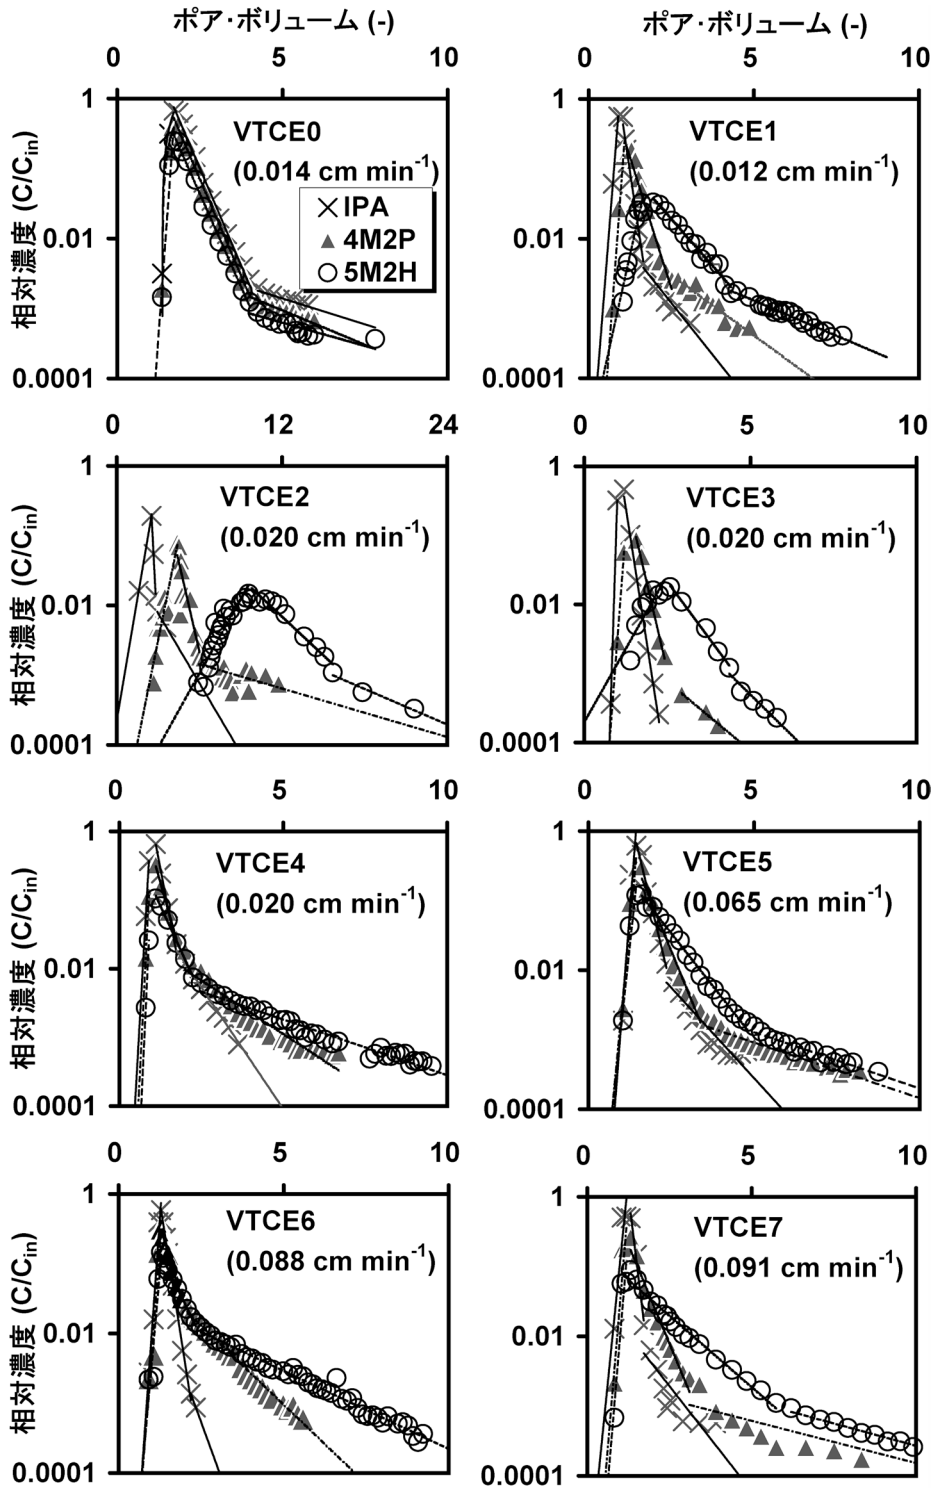 ポア・ボリューム (-)
ポア・ボリューム (-)
0 5 10
0 5 10
相対濃度 (C/Cin)
1
0.01
0.0001
VTCE0
(0.014 cm min-1)
IPA
4M2P
5M2H
1
0.01
0.0001
VTCE1
(0.012 cm min-1)
0 12 24
0 5 10
相対濃度 (C/Cin)
1
0.01
0.0001
VTCE2
(0.020 cm min-1)
1
0.01
0.0001
VTCE3
(0.020 cm min-1)
0 5 10
0 5 10
相対濃度 (C/Cin)
1
0.01
0.0001
VTCE4
(0.020 cm min-1)
1
0.01
0.0001
VTCE5
(0.065 cm min-1)
0 5 10
0 5 10
相対濃度 (C/Cin)
1
0.01
0.0001
VTCE6
(0.088 cm min-1)
1
0.01
0.0001
VTCE7
(0.091 cm min-1)